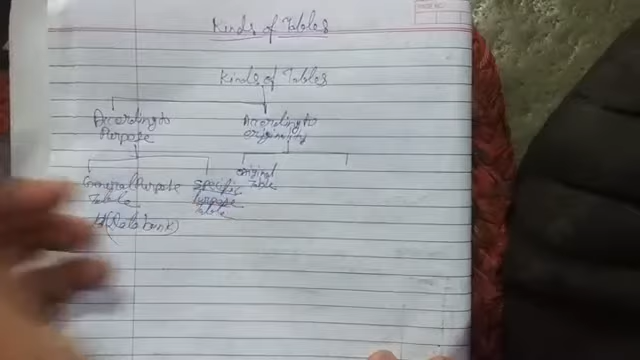 Kinds of Tables
Kinds of Tables
According to
Purpose
According to
originality
General Purpose
Table
specific
Purpose
Table
original
Table
(Data bank)